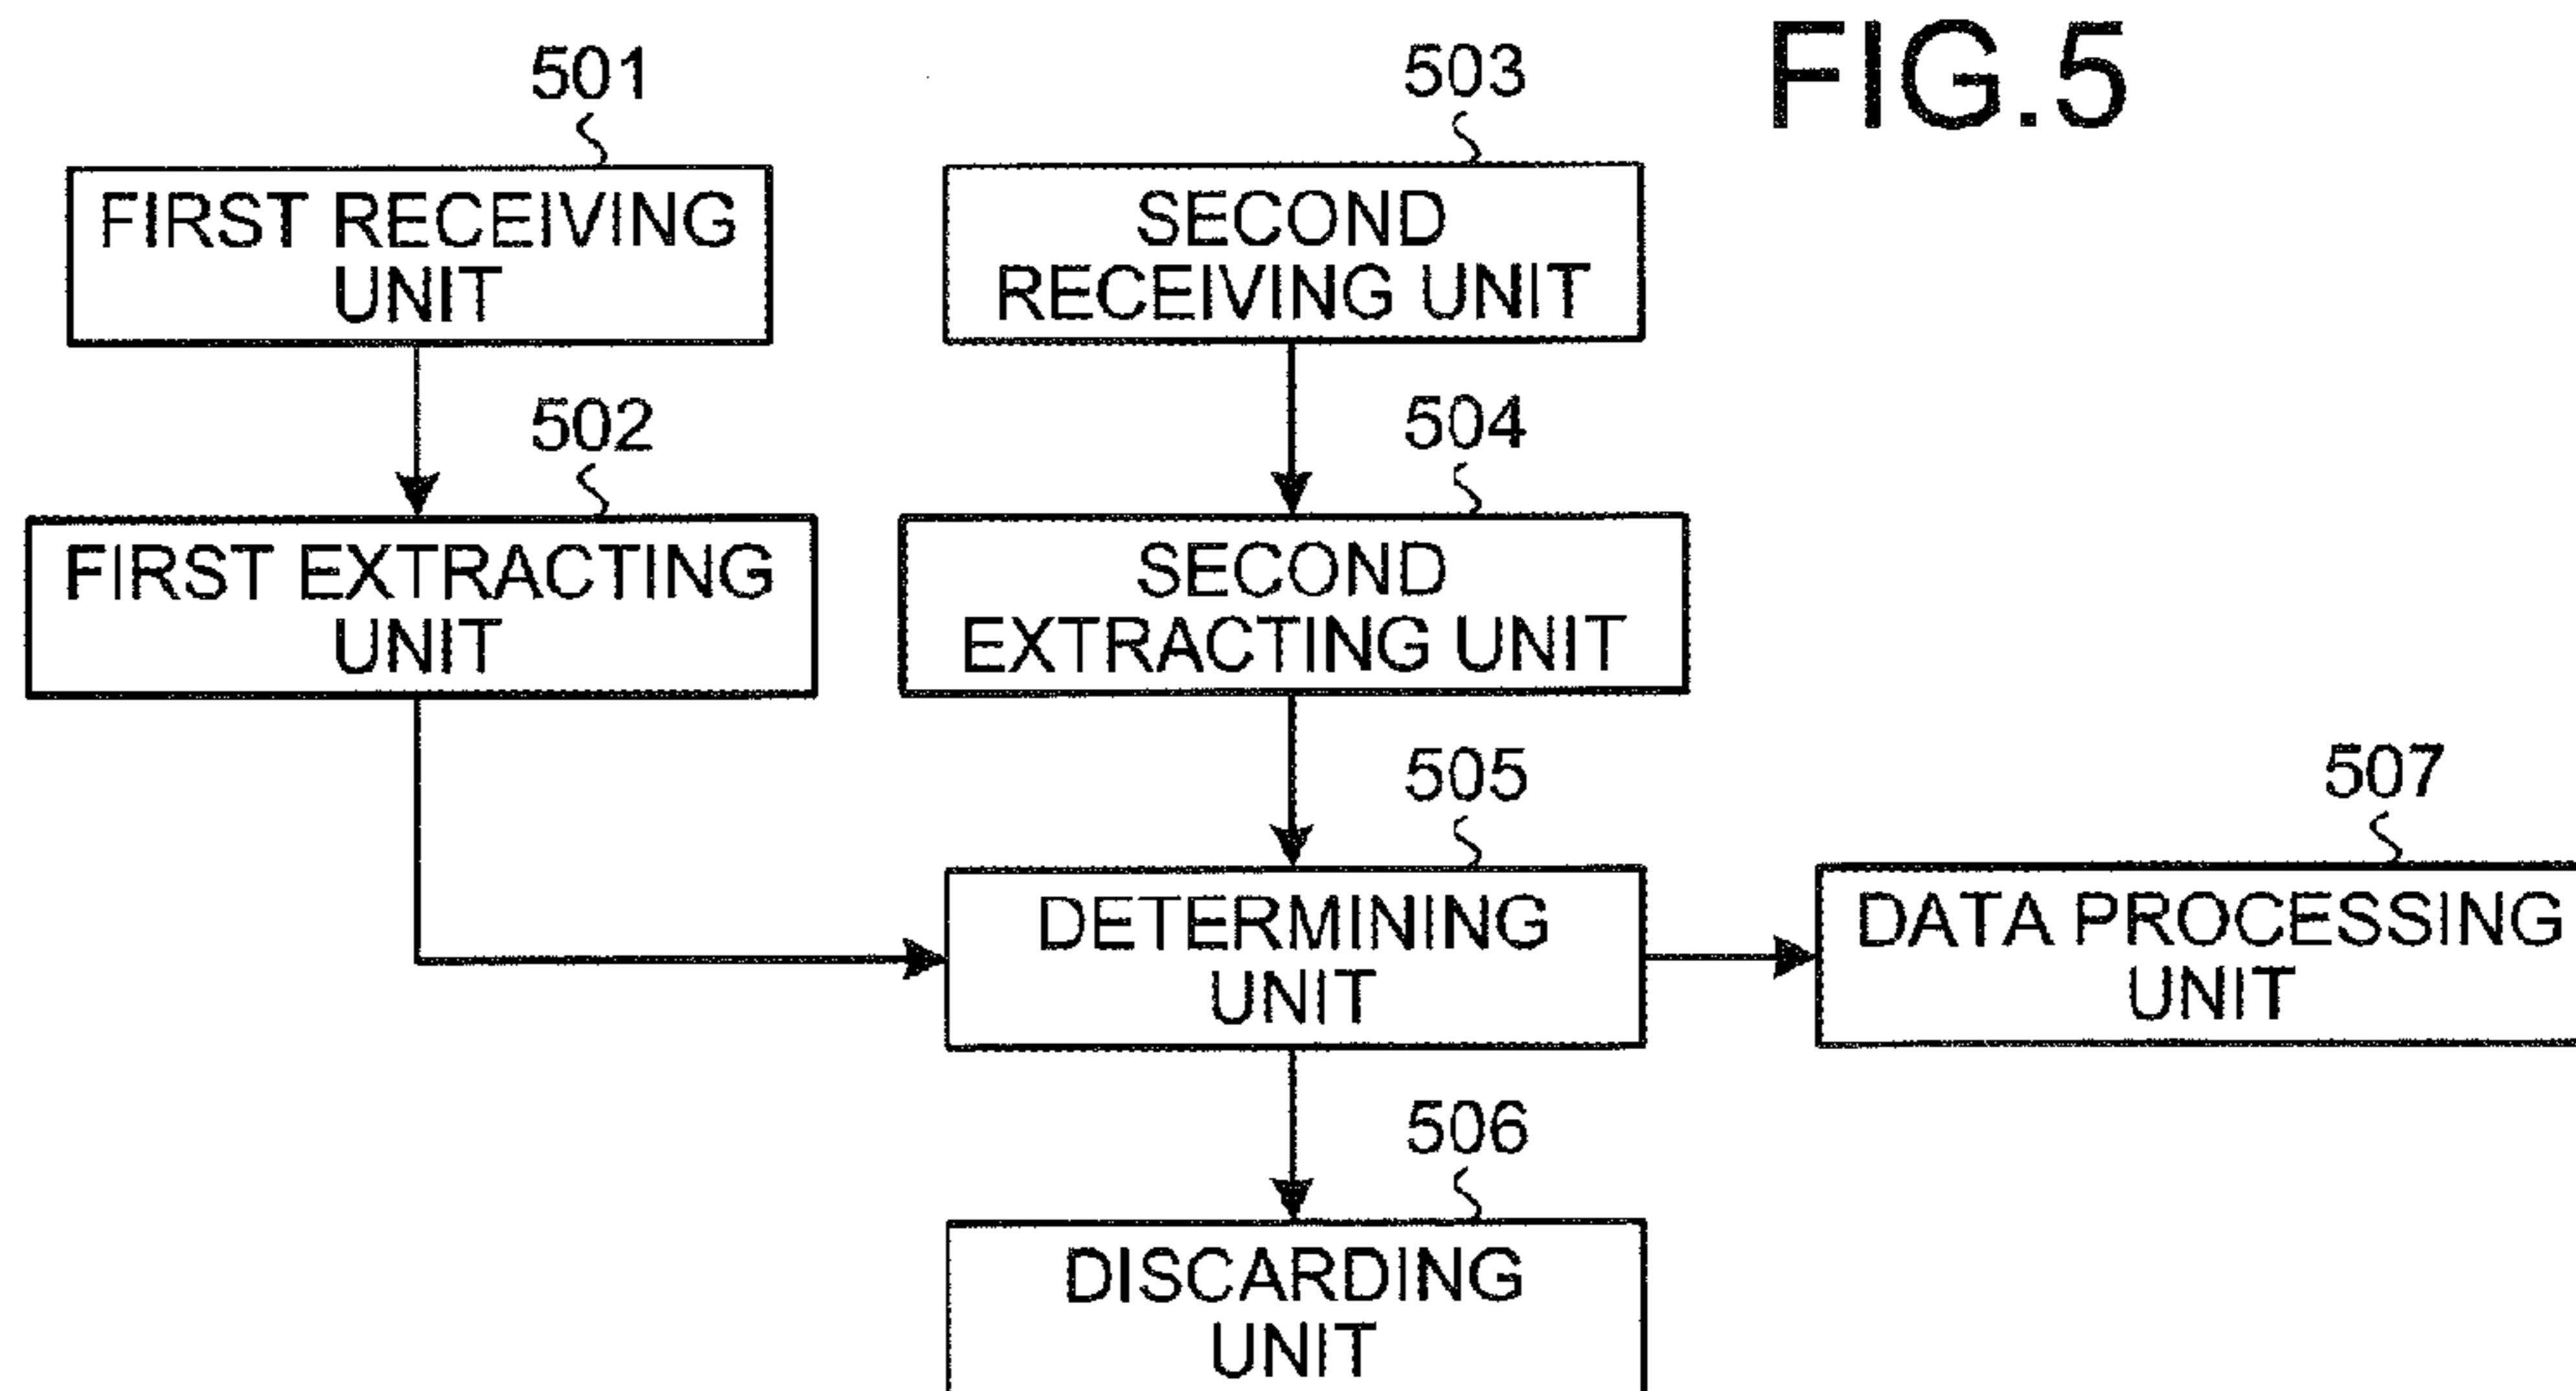 FIG.5
501
FIRST RECEIVING
UNIT
503
SECOND
RECEIVING UNIT
502
FIRST EXTRACTING
UNIT
504
SECOND
EXTRACTING UNIT
505
DETERMINING
UNIT
507
DATA PROCESSING
UNIT
506
DISCARDING
UNIT